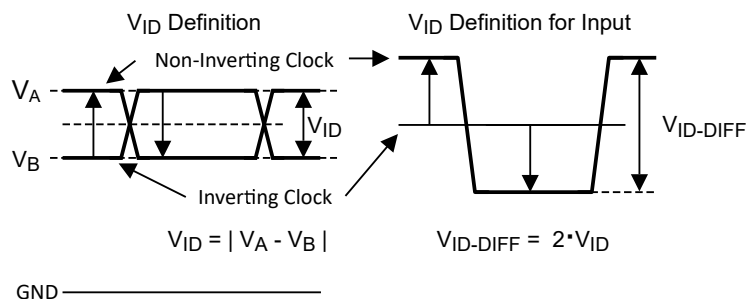 VID Definition
VID Definition for Input
Non-Inverting Clock
VA
VID
VID-DIFF
VB
Inverting Clock
VID = | VA - VB |
VID-DIFF = 2·VID
GND